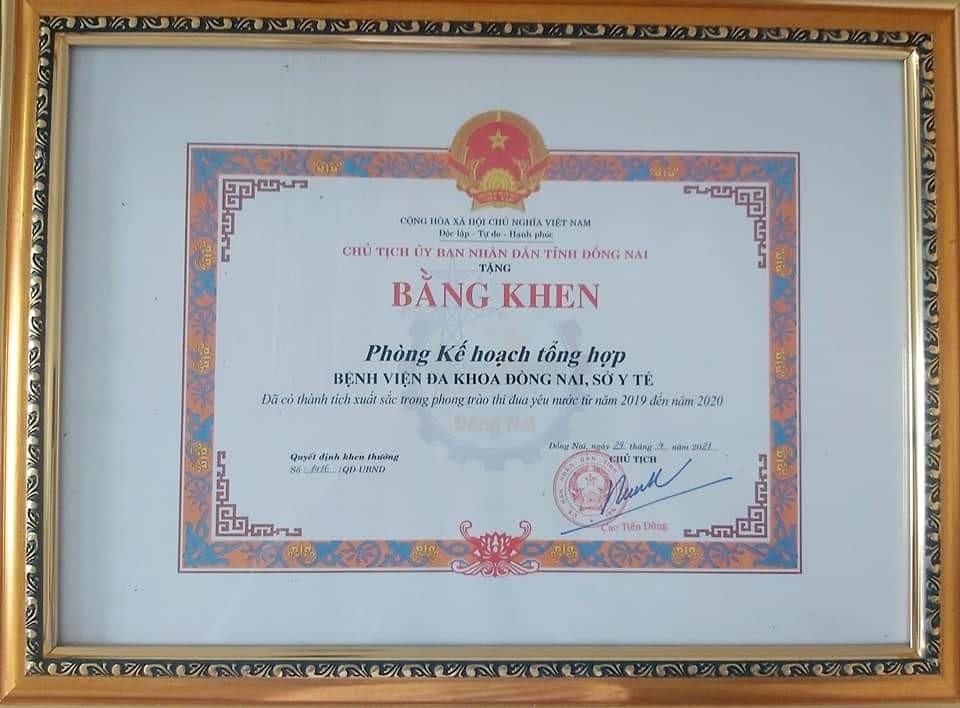 CỘNG HÒA XÃ HỘI CHỦ NGHĨA VIỆT NAM
Độc lập - Tự do - Hạnh phúc
CHỦ TỊCH ỦY BAN NHÂN DÂN TỈNH ĐỒNG NAI
TẶNG
BẰNG KHEN
Phòng Kế hoạch tổng hợp
BỆNH VIỆN ĐA KHOA ĐỒNG NAI, SỞ Y TẾ
Đã có thành tích xuất sắc trong phong trào thi đua yêu nước từ năm 2019 đến năm 2020
Đồng Nai
Đồng Nai, ngày 29 tháng 4 năm 2021
Quyết định khen thưởng
Số: /QĐ-UBND
CHỦ TỊCH
Cao Tiến Dũng